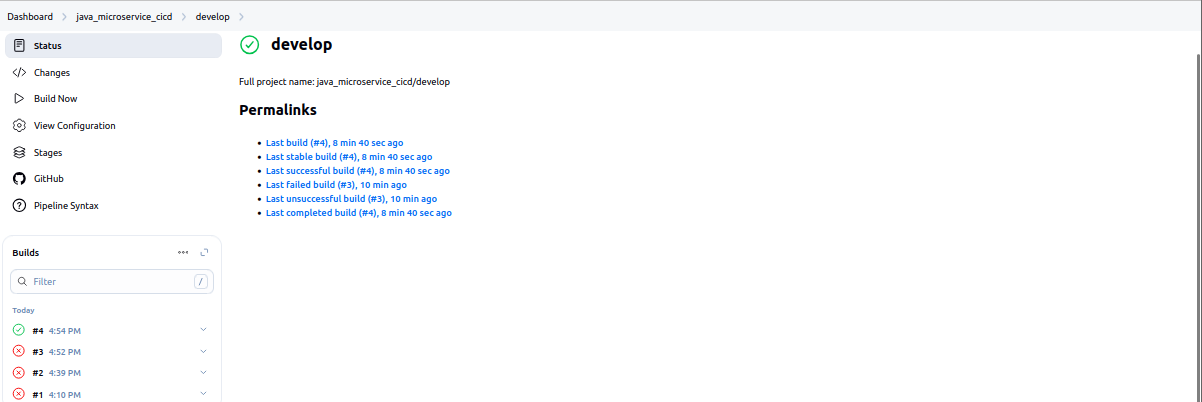 Dashboard > java_microservice_cicd > develop >
Status
Changes
Build Now
View Configuration
Stages
GitHub
Pipeline Syntax
Builds
Filter /
Today
#4 4:54 PM
#3 4:52 PM
#2 4:39 PM
#1 4:10 PM
develop
Full project name: java_microservice_cicd/develop
Permalinks
• Last build (#4), 8 min 40 sec ago
• Last stable build (#4), 8 min 40 sec ago
• Last successful build (#4), 8 min 40 sec ago
• Last failed build (#3), 10 min ago
• Last unsuccessful build (#3), 10 min ago
• Last completed build (#4), 8 min 40 sec ago